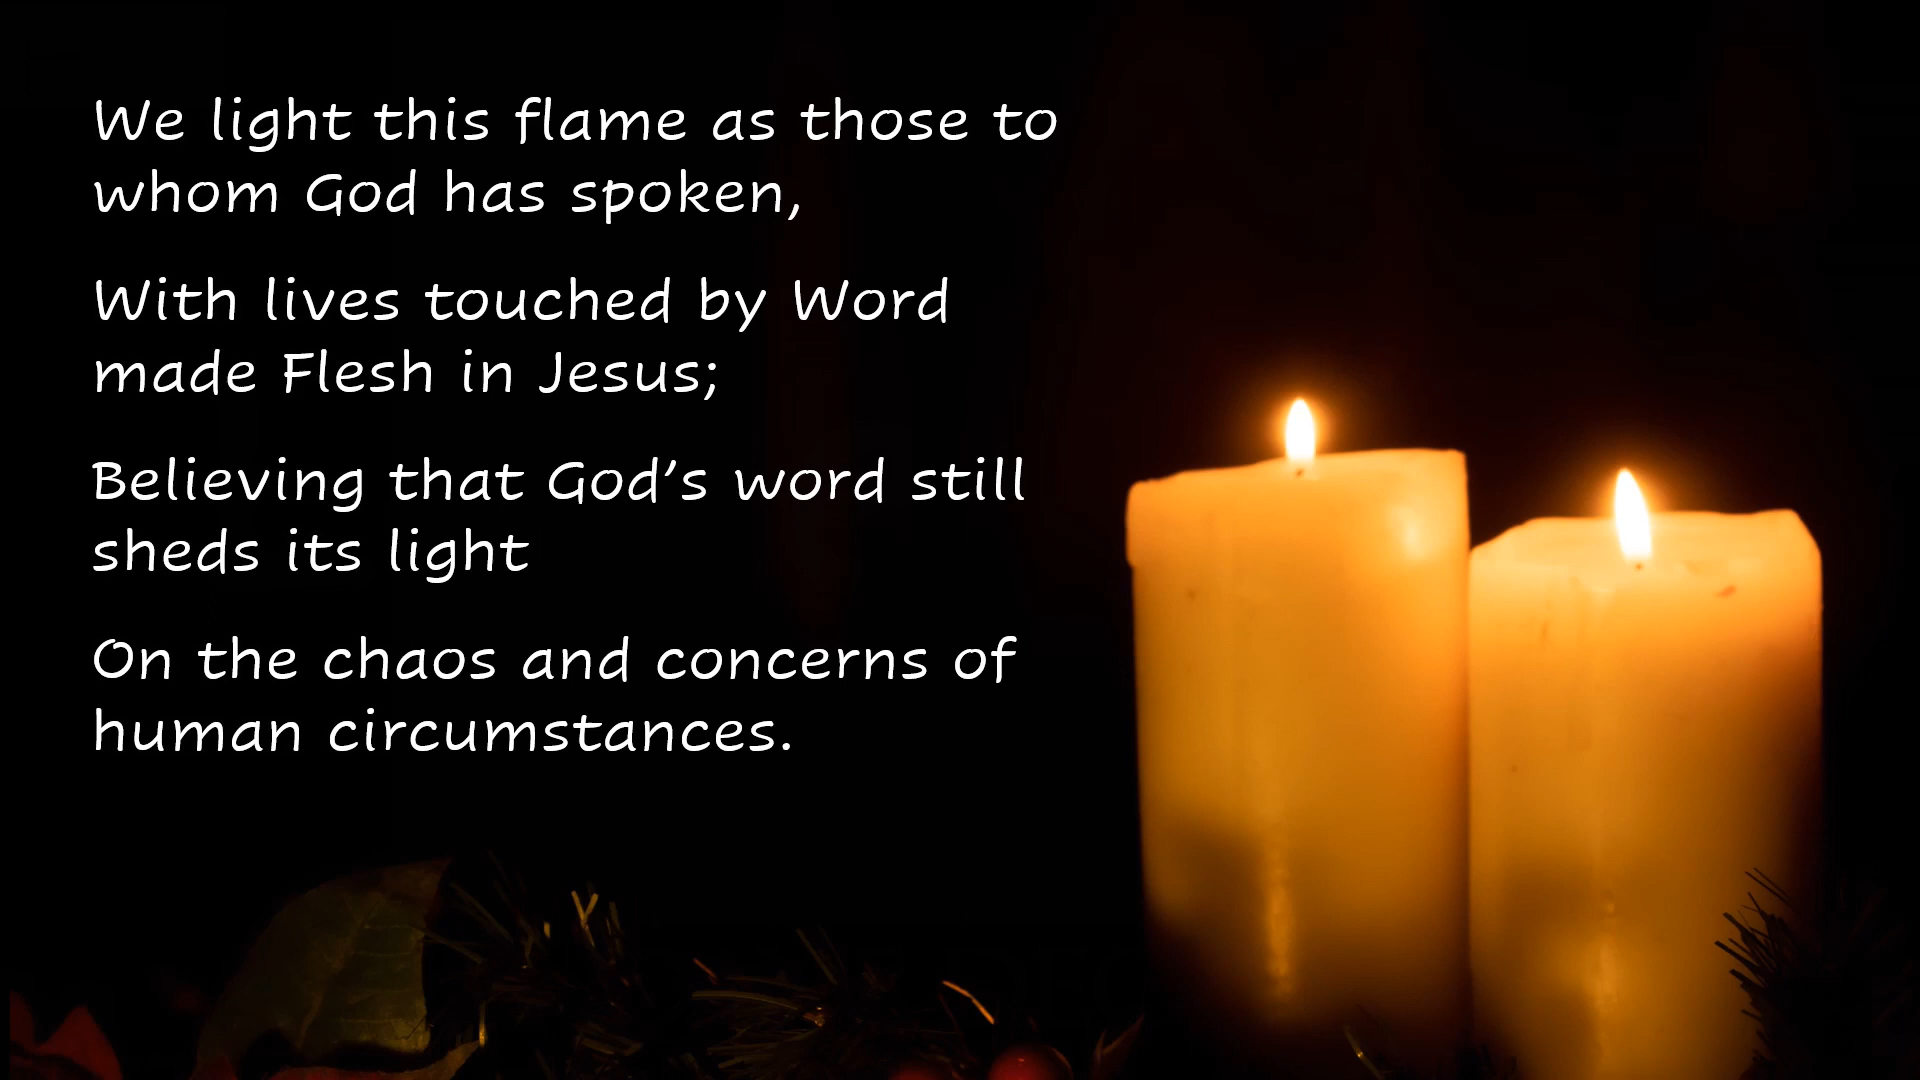 We light this flame as those to
whom God has spoken,
With lives touched by Word
made Flesh in Jesus;
Believing that God’s word still
sheds its light
On the chaos and concerns of
human circumstances.